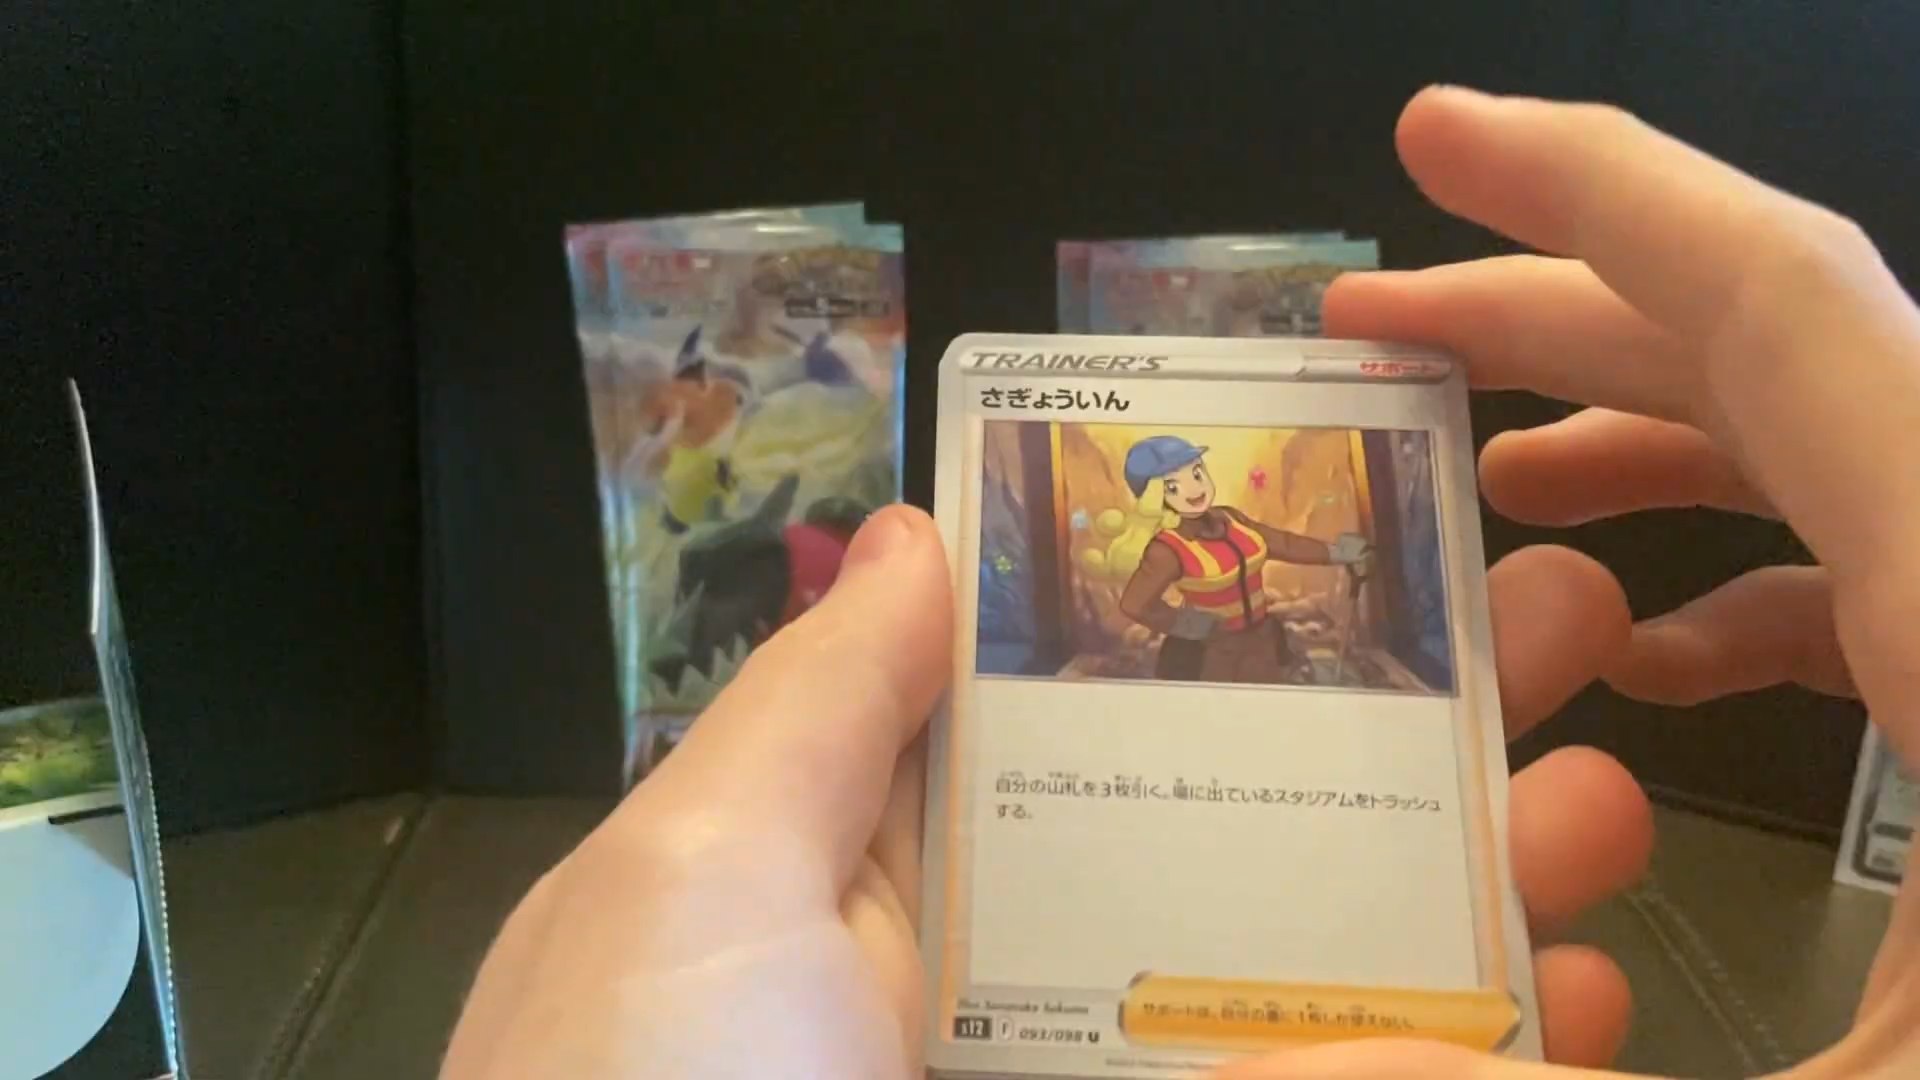 TRAINER'S
サポート
さぎょういん
自分の山札を3枚引く。場に出ているスタジアムをトラッシュ
する。
サポートは、自分の番に1枚しか使えない。
s12 F 093/098 U